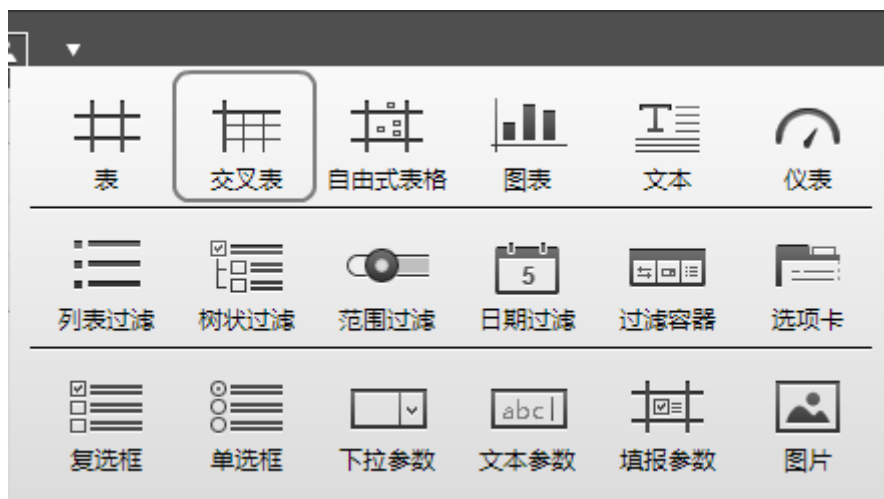 表 交叉表 自由式表格 图表 文本 仪表
5
列表过滤 树状过滤 范围过滤 日期过滤 过滤容器 选项卡
abc
复选框 单选框 下拉参数 文本参数 填报参数 图片